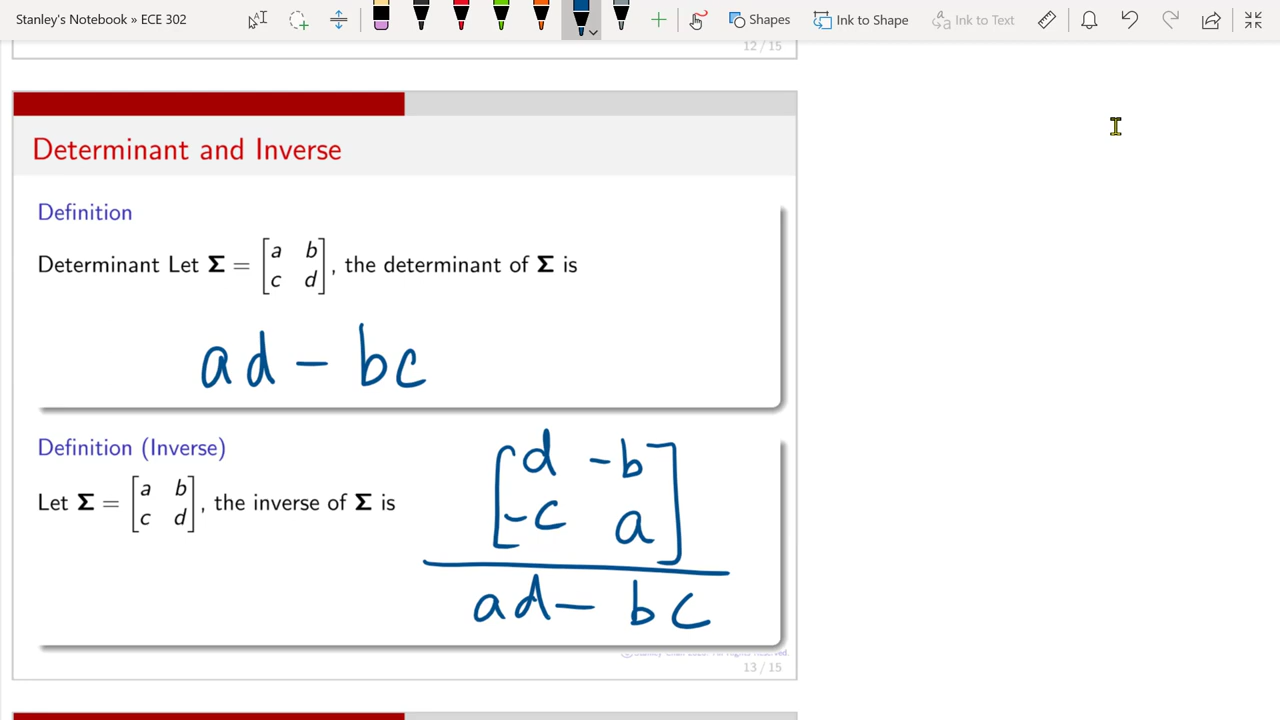 Stanley's Notebook » ECE 302
Shapes
Ink to Shape
Ink to Text
12 / 15
Determinant and Inverse
Definition
Determinant Let Σ = [a b; c d], the determinant of Σ is
ad - bc
Definition (Inverse)
Let Σ = [a b; c d], the inverse of Σ is
[d -b
-c a]
ad - bc
13 / 15